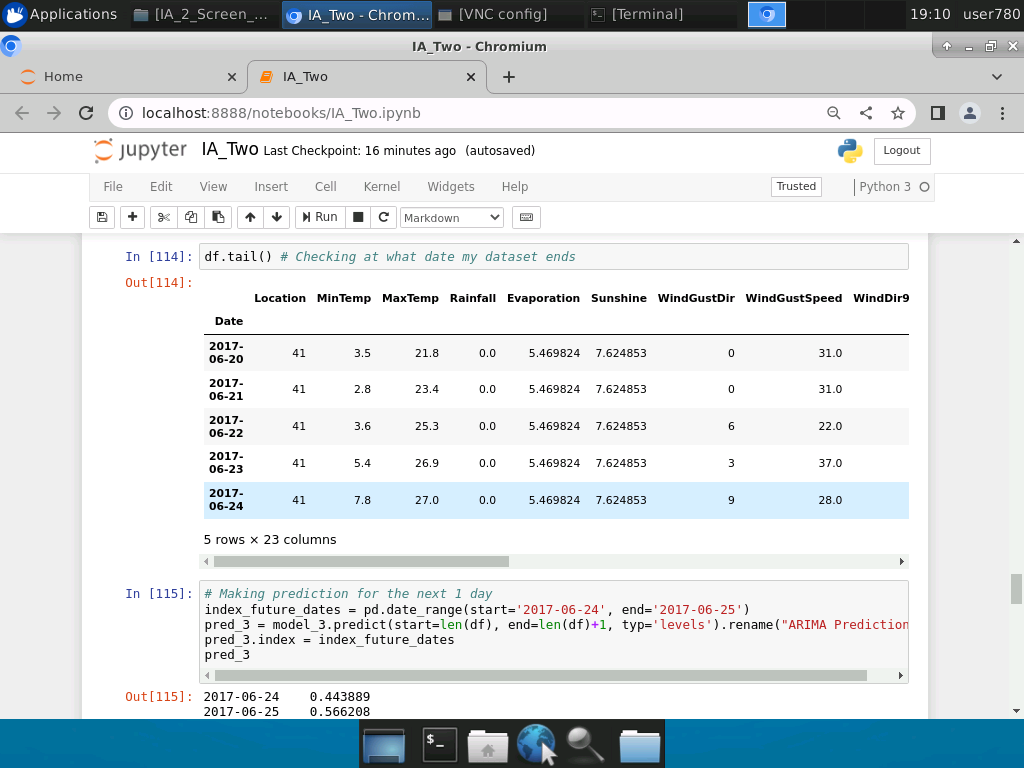 Applications [IA_2_Screen_... IA_Two - Chrom... [VNC config] [Terminal] 19:10 user780
IA_Two - Chromium
Home IA_Two
localhost:8888/notebooks/IA_Two.ipynb
jupyter IA_Two Last Checkpoint: 16 minutes ago (autosaved) Logout
File Edit View Insert Cell Kernel Widgets Help Trusted Python 3
Run Markdown
In [114]: df.tail() # Checking at what date my dataset ends
Out[114]:
Location MinTemp MaxTemp Rainfall Evaporation Sunshine WindGustDir WindGustSpeed WindDir9
Date
2017-06-20 41 3.5 21.8 0.0 5.469824 7.624853 0 31.0
2017-06-21 41 2.8 23.4 0.0 5.469824 7.624853 0 31.0
2017-06-22 41 3.6 25.3 0.0 5.469824 7.624853 6 22.0
2017-06-23 41 5.4 26.9 0.0 5.469824 7.624853 3 37.0
2017-06-24 41 7.8 27.0 0.0 5.469824 7.624853 9 28.0
5 rows × 23 columns
In [115]: # Making prediction for the next 1 day
index_future_dates = pd.date_range(start='2017-06-24', end='2017-06-25')
pred_3 = model_3.predict(start=len(df), end=len(df)+1, typ='levels').rename("ARIMA Prediction
pred_3.index = index_future_dates
pred_3
Out[115]: 2017-06-24 0.443889
2017-06-25 0.566208
$_